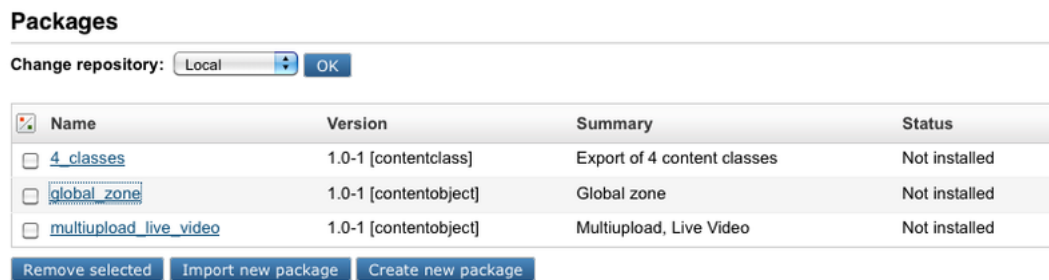 Packages
Change repository: Local OK
Name Version Summary Status
4_classes 1.0-1 [contentclass] Export of 4 content classes Not installed
global_zone 1.0-1 [contentobject] Global zone Not installed
multiupload_live_video 1.0-1 [contentobject] Multiupload, Live Video Not installed
Remove selected Import new package Create new package